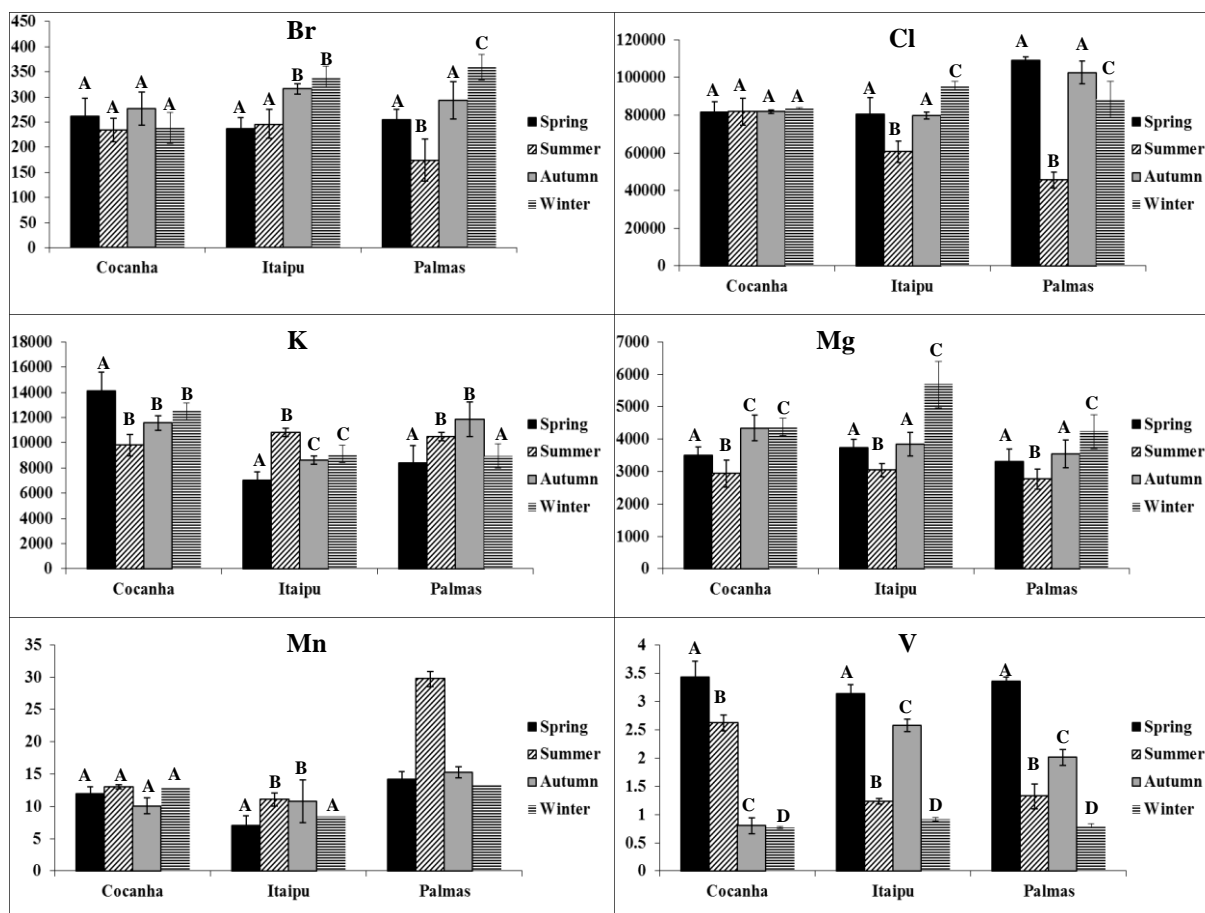 Br
450
400
350
300
250
200
150
100
50
0
A A A A
A A B B
A B A C
Cocanha Itaipu Palmas
Spring
Summer
Autumn
Winter
Cl
120000
100000
80000
60000
40000
20000
0
A A A A
A B A C
A B A C
Cocanha Itaipu Palmas
Spring
Summer
Autumn
Winter
K
18000
16000
14000
12000
10000
8000
6000
4000
2000
0
A B B B
A B C C
A B B A
Cocanha Itaipu Palmas
Spring
Summer
Autumn
Winter
Mg
7000
6000
5000
4000
3000
2000
1000
0
A B C C
A B A C
A B A C
Cocanha Itaipu Palmas
Spring
Summer
Autumn
Winter
Mn
35
30
25
20
15
10
5
0
A A A A
A B B A
Cocanha Itaipu Palmas
Spring
Summer
Autumn
Winter
V
4
3.5
3
2.5
2
1.5
1
0.5
0
A B C D
A B C D
A B C D
Cocanha Itaipu Palmas
Spring
Summer
Autumn
Winter